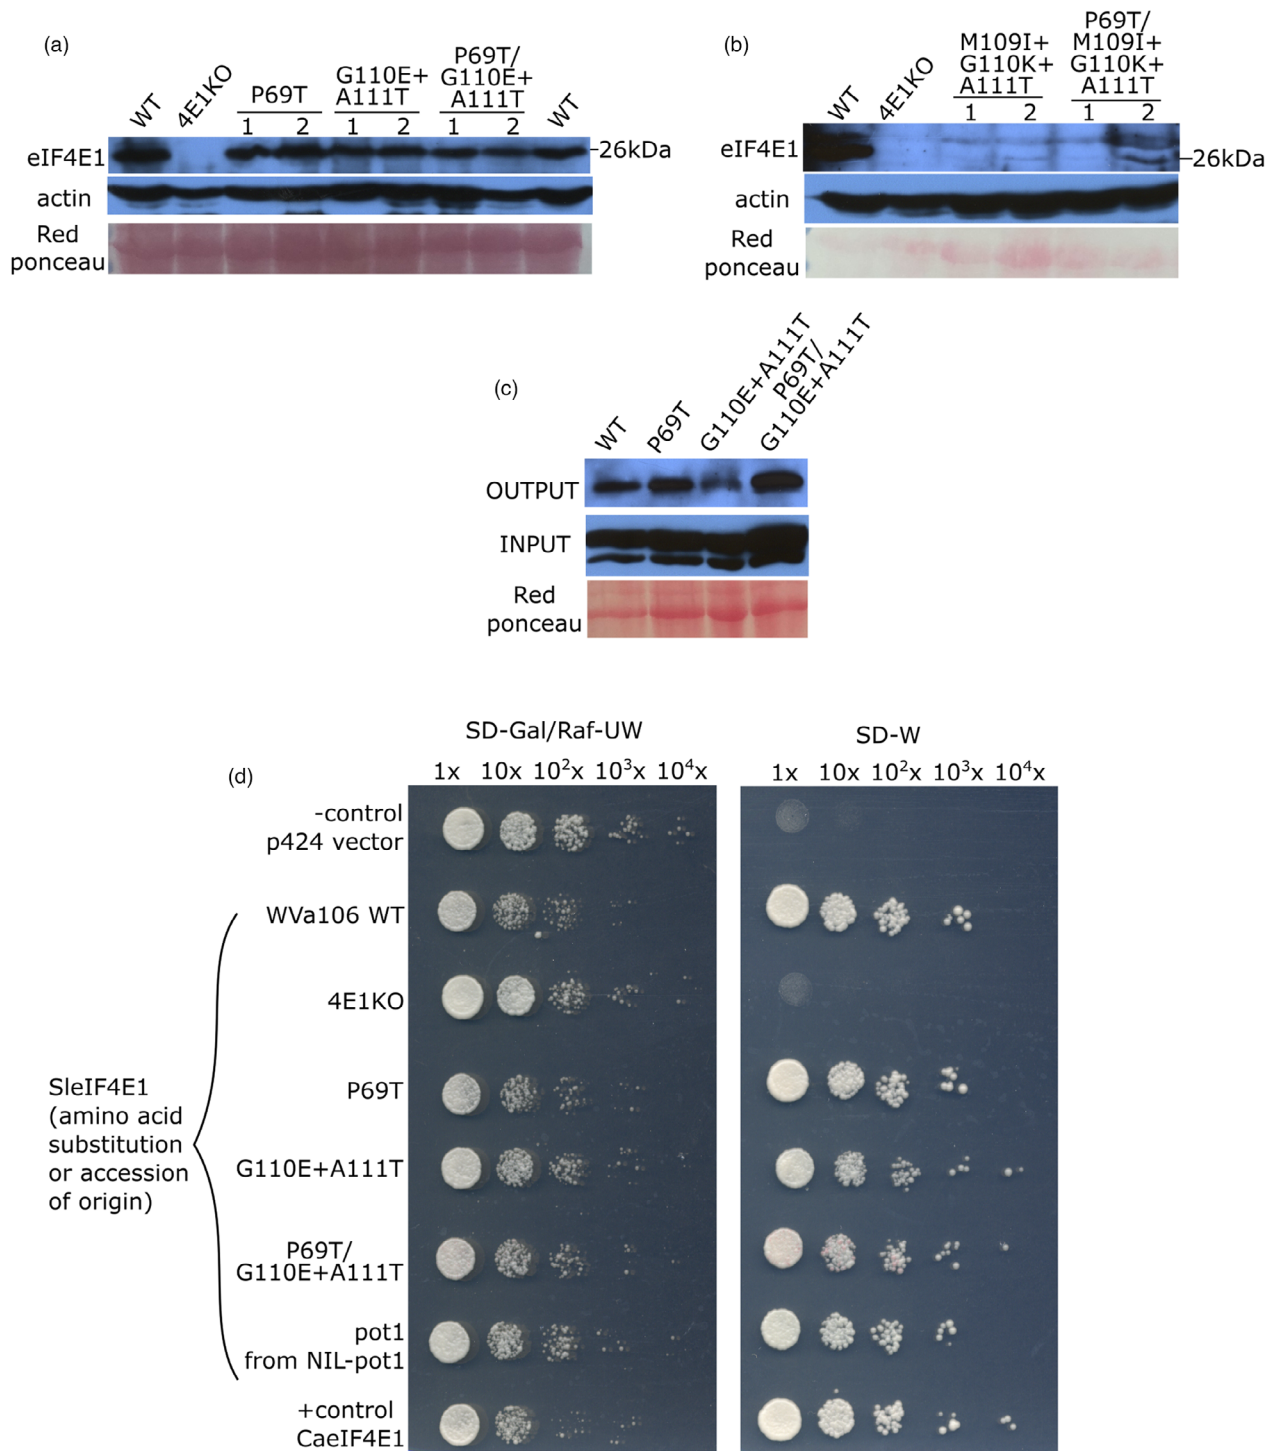 (a)
WT
4E1KO
P69T
G110E+
A111T
P69T/
G110E+
A111T
WT
1
2
1
2
1
2
eIF4E1
-26kDa
actin
Red
ponceau
(b)
WT
4E1KO
M109I+
G110K+
A111T
P69T/
M109I+
G110K+
A111T
1
2
1
2
eIF4E1
-26kDa
actin
Red
ponceau
(c)
WT
P69T
G110E+A111T
P69T/
G110E+A111T
OUTPUT
INPUT
Red
ponceau
(d)
SD-Gal/Raf-UW
SD-W
1x 10x 10²x 10³x 10⁴x
1x 10x 10²x 10³x 10⁴x
-control
p424 vector
WVa106 WT
4E1KO
P69T
G110E+A111T
P69T/
G110E+A111T
pot1
from NIL-pot1
+control
CaeIF4E1
SleIF4E1
(amino acid
substitution
or accession
of origin)